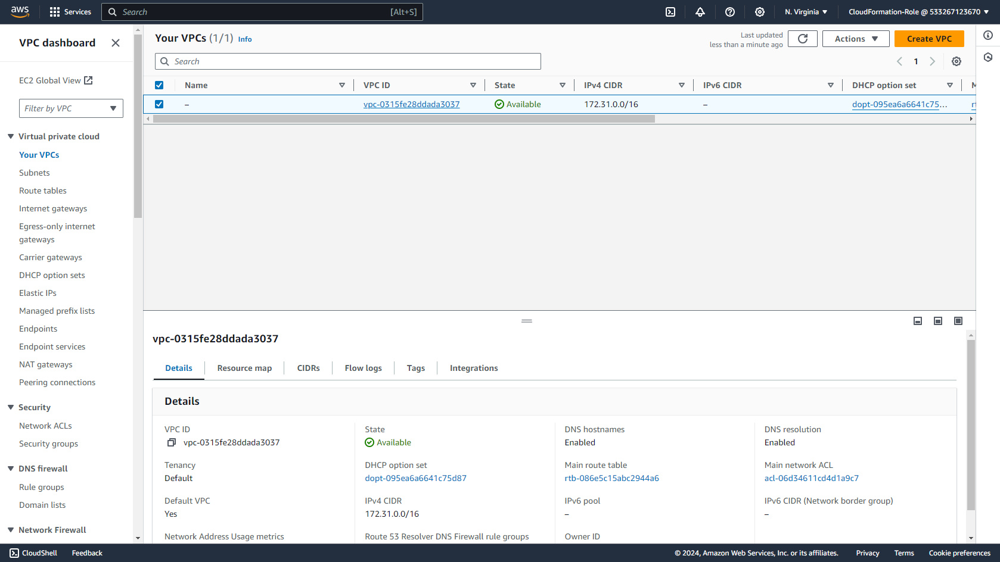 aws
Services
Search
[Alt+S]
N. Virginia
CloudFormation-Role @ 533267123670
VPC dashboard
EC2 Global View
Filter by VPC
Virtual private cloud
Your VPCs
Subnets
Route tables
Internet gateways
Egress-only internet
gateways
Carrier gateways
DHCP option sets
Elastic IPs
Managed prefix lists
Endpoints
Endpoint services
NAT gateways
Peering connections
Security
Network ACLs
Security groups
DNS firewall
Rule groups
Domain lists
Network Firewall
Your VPCs (1/1) Info
Last updated
less than a minute ago
Actions
Create VPC
Search
1
Name VPC ID State IPv4 CIDR IPv6 CIDR DHCP option set M
– vpc-0315fe28ddada3037 Available 172.31.0.0/16 – dopt-095ea6a6641c75... rt
vpc-0315fe28ddada3037
Details Resource map CIDRs Flow logs Tags Integrations
Details
VPC ID State DNS hostnames DNS resolution
vpc-0315fe28ddada3037 Available Enabled Enabled
Tenancy DHCP option set Main route table Main network ACL
Default dopt-095ea6a6641c75d87 rtb-086e5c15abc2944a6 acl-06d34611cd4d1a9c7
Default VPC IPv4 CIDR IPv6 pool IPv6 CIDR (Network border group)
Yes 172.31.0.0/16 – –
Network Address Usage metrics Route 53 Resolver DNS Firewall rule groups Owner ID
CloudShell Feedback © 2024, Amazon Web Services, Inc. or its affiliates. Privacy Terms Cookie preferences